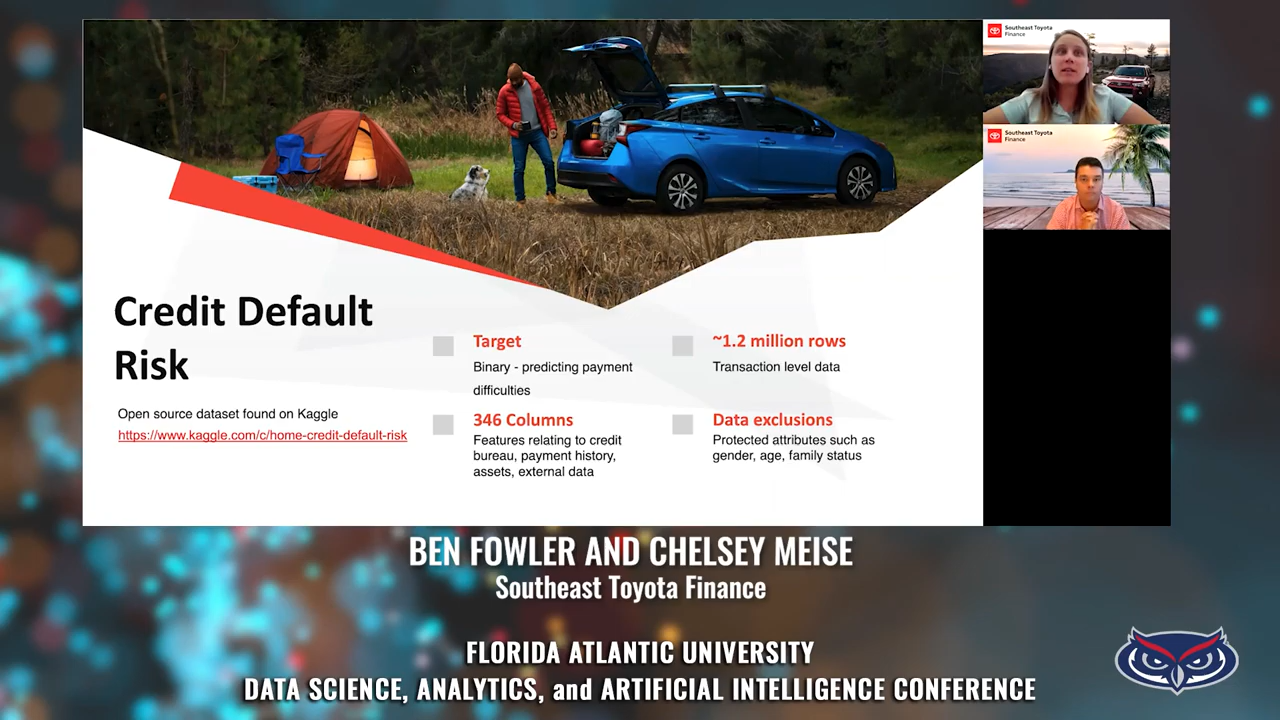 Credit Default
Risk
Open source dataset found on Kaggle
https://www.kaggle.com/c/home-credit-default-risk
Target
Binary - predicting payment
difficulties
346 Columns
Features relating to credit
bureau, payment history,
assets, external data
~1.2 million rows
Transaction level data
Data exclusions
Protected attributes such as
gender, age, family status
Southeast Toyota
Finance
Southeast Toyota
Finance
BEN FOWLER AND CHELSEY MEISE
Southeast Toyota Finance
FLORIDA ATLANTIC UNIVERSITY
DATA SCIENCE, ANALYTICS, and ARTIFICIAL INTELLIGENCE CONFERENCE